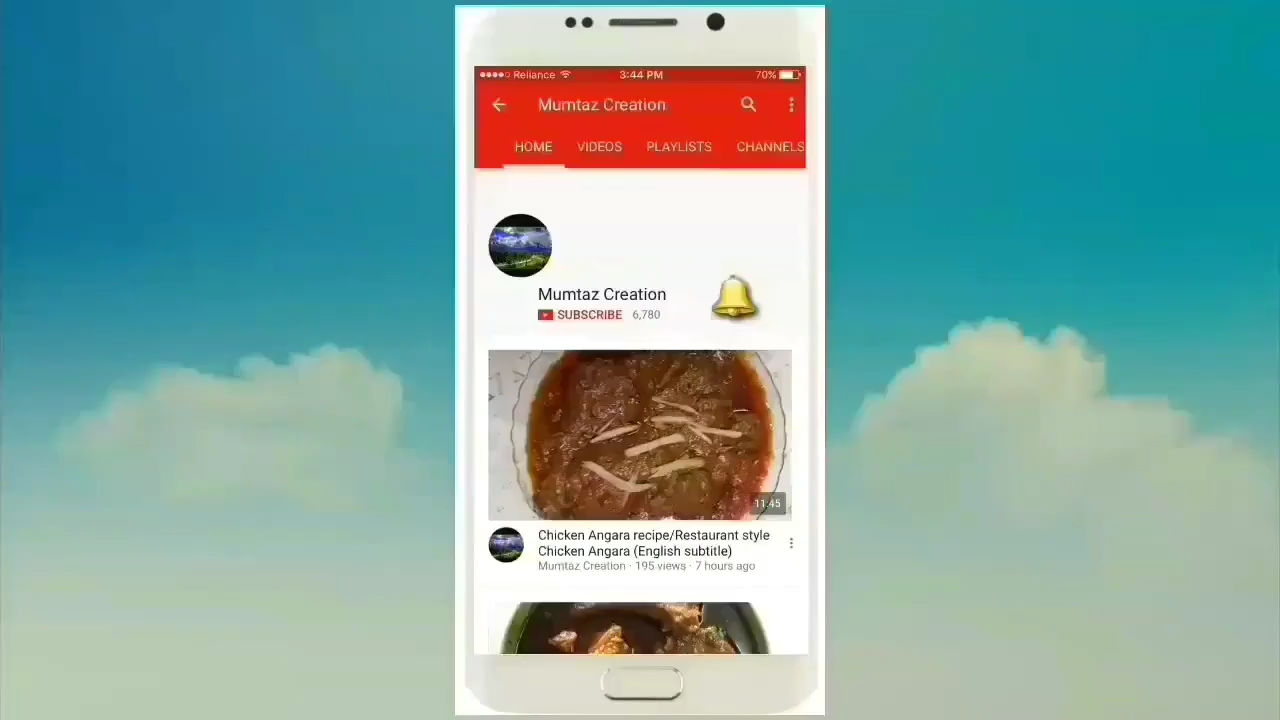 Reliance 3:44 PM 70%
Mumtaz Creation
HOME VIDEOS PLAYLISTS CHANNELS
Mumtaz Creation
SUBSCRIBE 6,780
11:45
Chicken Angara recipe/Restaurant style
Chicken Angara (English subtitle)
Mumtaz Creation · 195 views · 7 hours ago